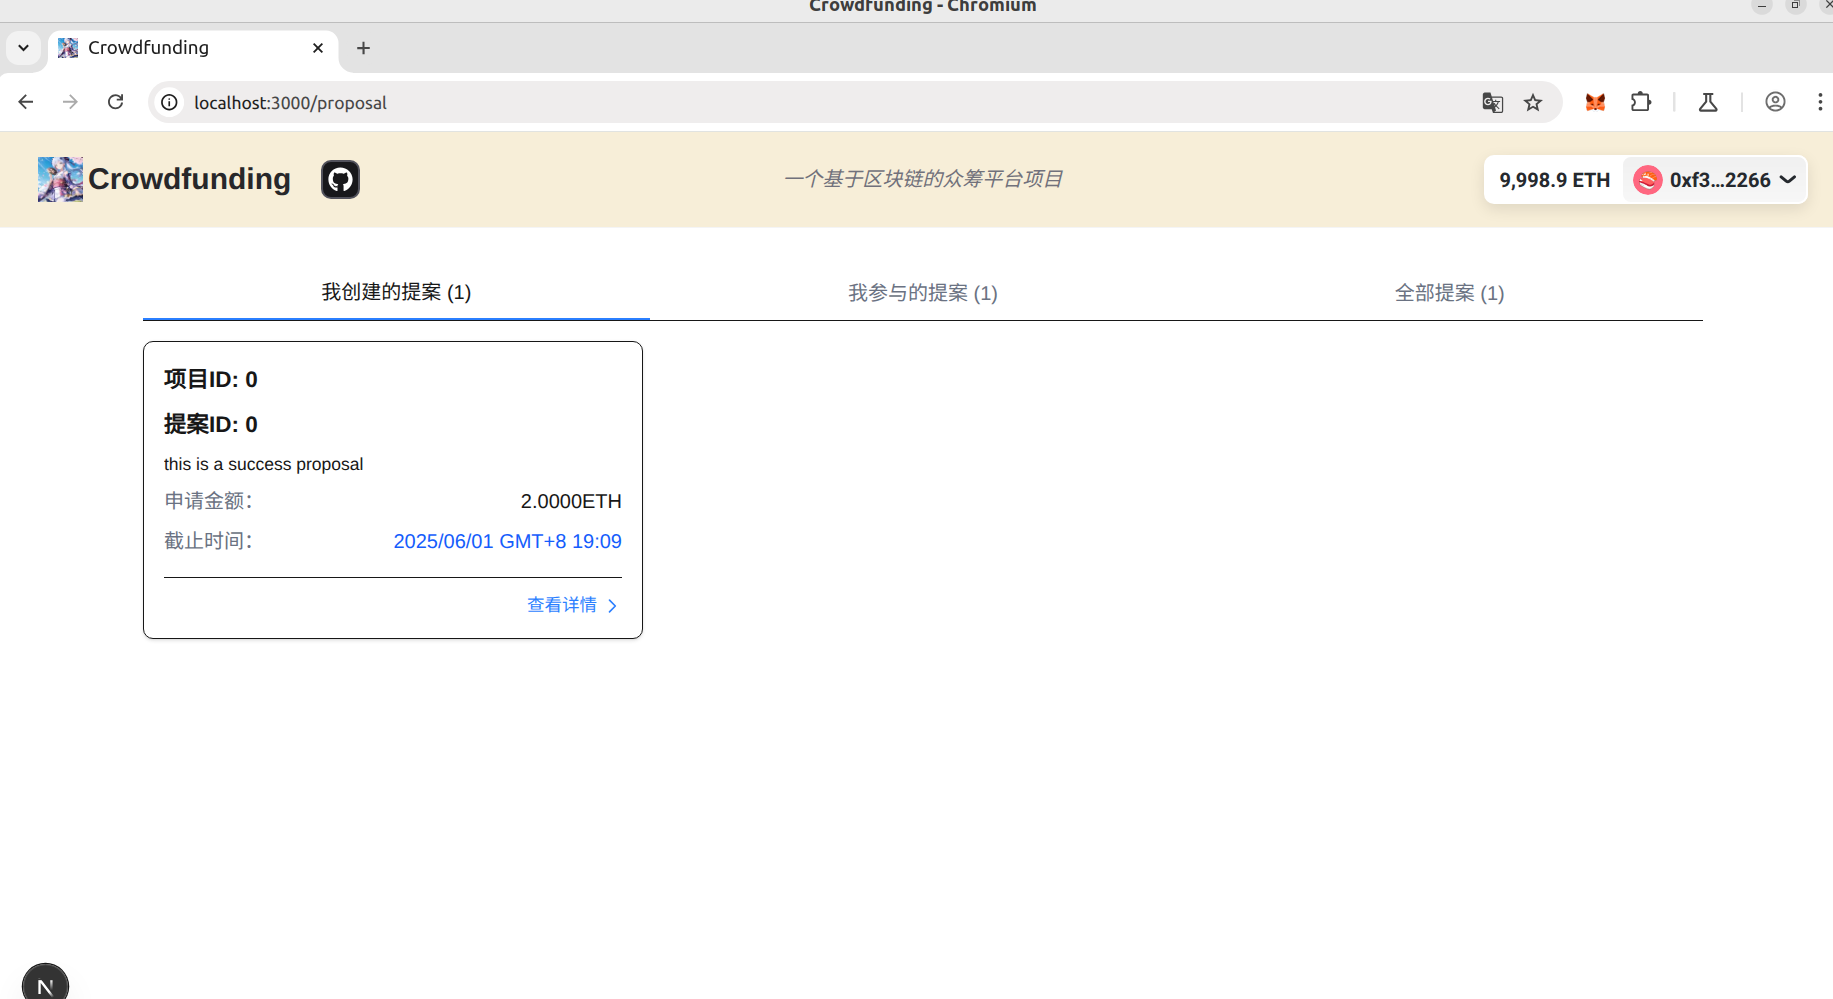 Crowdfunding - Chromium
Crowdfunding
localhost:3000/proposal
Crowdfunding
一个基于区块链的众筹平台项目
9,998.9 ETH
0xf3...2266
我创建的提案 (1)
我参与的提案 (1)
全部提案 (1)
项目ID: 0
提案ID: 0
this is a success proposal
申请金额：
2.0000ETH
截止时间：
2025/06/01 GMT+8 19:09
查看详情
N